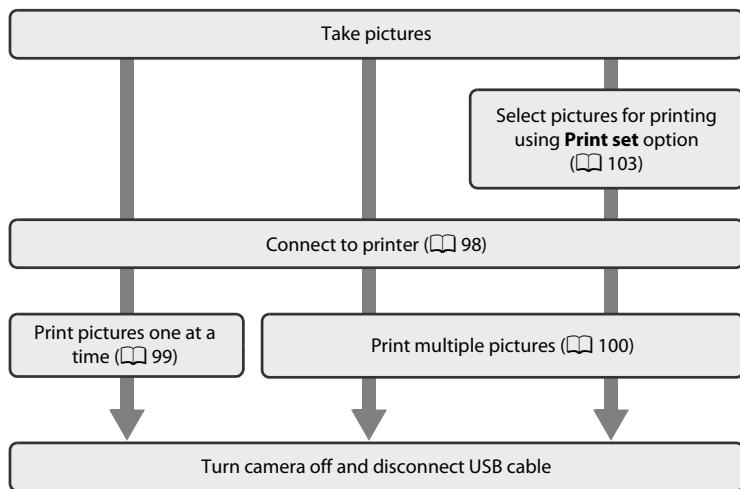 Take pictures
Select pictures for printing
using Print set option
(103)
Connect to printer (98)
Print pictures one at a
time (99)
Print multiple pictures (100)
Turn camera off and disconnect USB cable